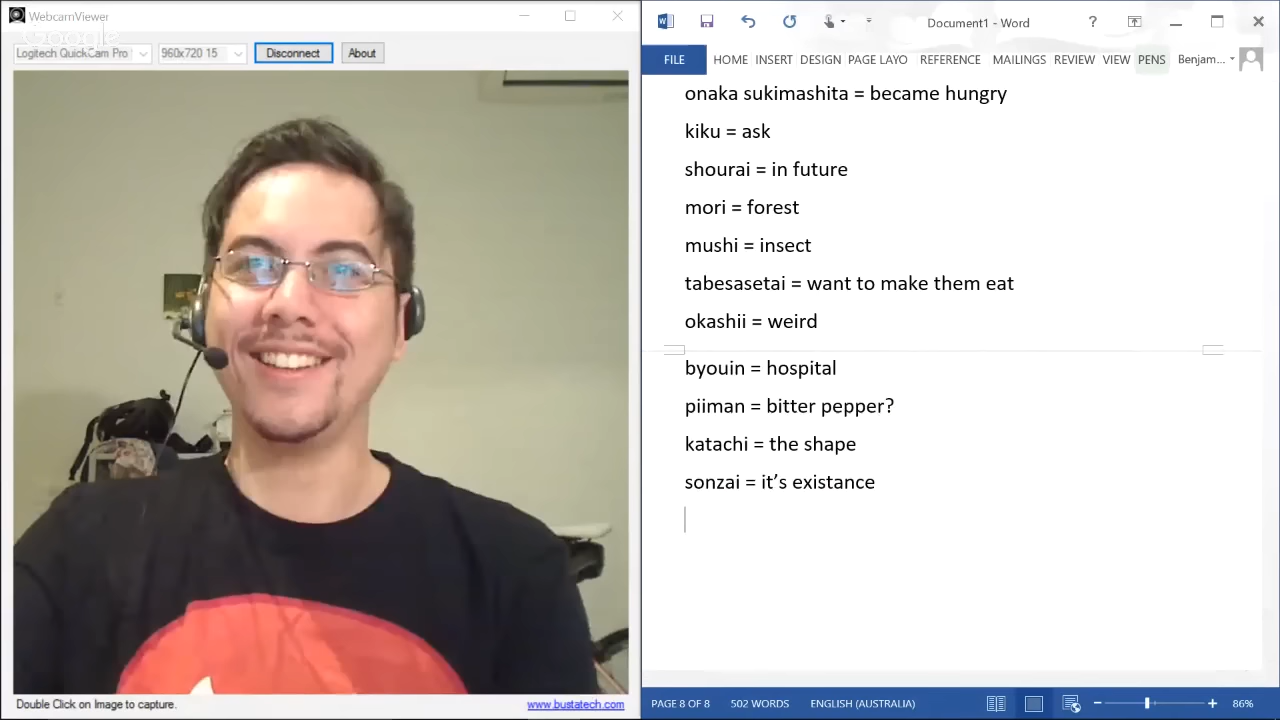 WebcamViewer
Google
Logitech QuickCam Pro
960x720 15
Disconnect
About
Double Click on Image to capture.
www.bustatech.com
Document1 - Word
?
FILE
HOME
INSERT
DESIGN
PAGE LAYO
REFERENCE
MAILINGS
REVIEW
VIEW
PENS
Benjam...
onaka sukimashita = became hungry
kiku = ask
shourai = in future
mori = forest
mushi = insect
tabesasetai = want to make them eat
okashii = weird
byouin = hospital
piiman = bitter pepper?
katachi = the shape
sonzai = it’s existance
PAGE 8 OF 8
502 WORDS
ENGLISH (AUSTRALIA)
86%